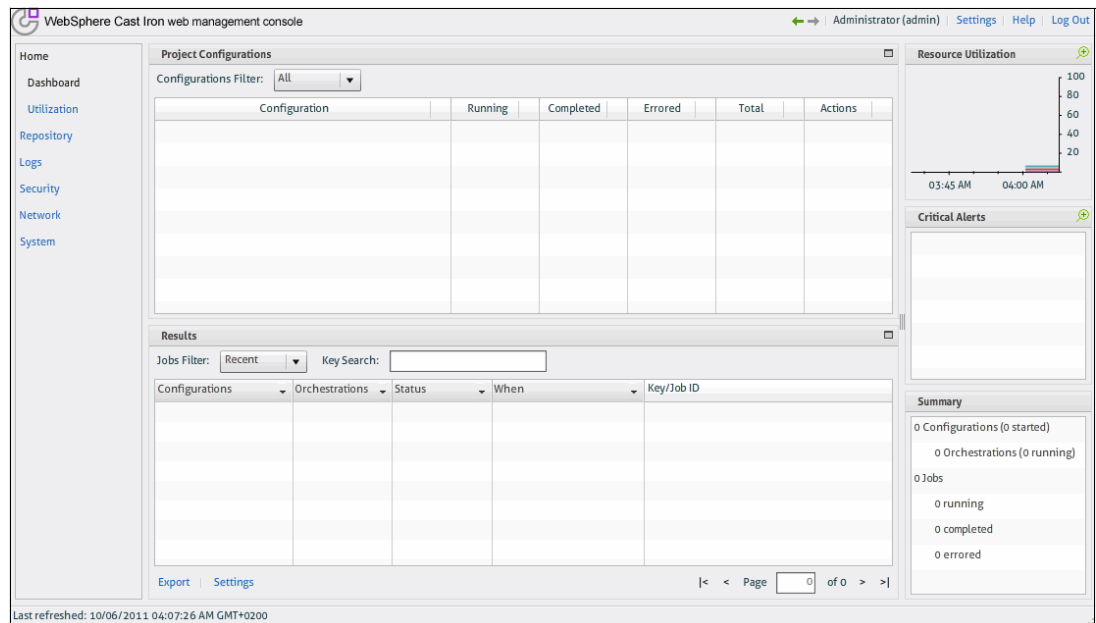 WebSphere Cast Iron web management console
Administrator (admin) | Settings | Help | Log Out
Home
Dashboard
Utilization
Repository
Logs
Security
Network
System
Project Configurations
Configurations Filter: All
Configuration Running Completed Errored Total Actions
Results
Jobs Filter: Recent Key Search:
Configurations Orchestrations Status When Key/Job ID
Export | Settings
|< < Page 0 of 0 > >|
Resource Utilization
100
80
60
40
20
03:45 AM 04:00 AM
Critical Alerts
Summary
0 Configurations (0 started)
0 Orchestrations (0 running)
0 Jobs
0 running
0 completed
0 errored
Last refreshed: 10/06/2011 04:07:26 AM GMT+0200